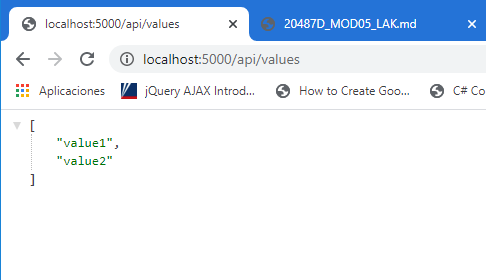 localhost:5000/api/values
20487D_MOD05_LAK.md
localhost:5000/api/values
Aplicaciones jQuery AJAX Introd... How to Create Goo... C# Co
[
"value1",
"value2"
]